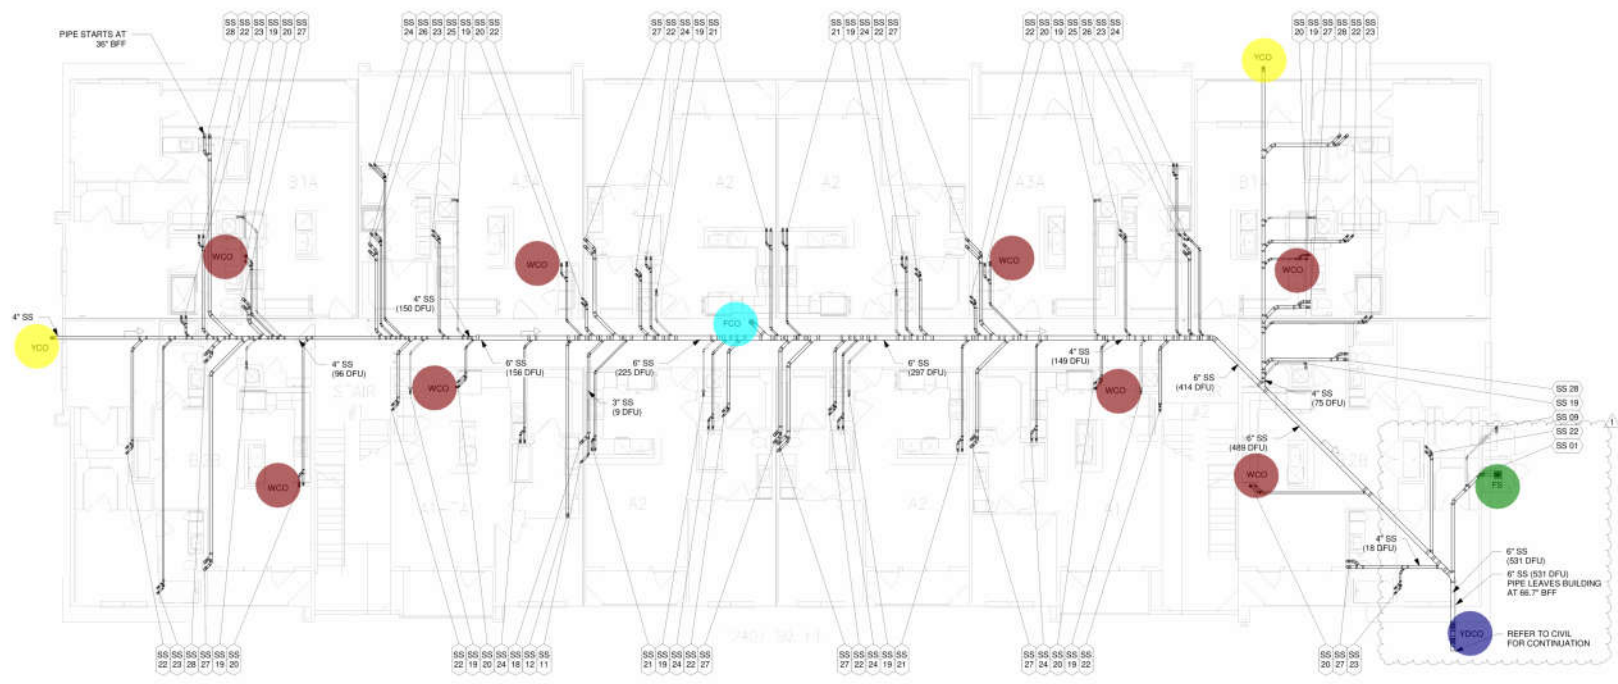 PIPE STARTS AT
36" BFF
SS 28
SS 22
SS 23
SS 19
SS 20
SS 27
SS 24
SS 26
SS 23
SS 25
SS 19
SS 20
SS 22
SS 27
SS 22
SS 24
SS 19
SS 21
SS 21
SS 19
SS 24
SS 22
SS 27
SS 22
SS 20
SS 19
SS 25
SS 26
SS 23
SS 24
SS 20
SS 19
SS 27
SS 28
SS 22
SS 23
YCO
B1A
A3A
A2
A2
A3A
WCO
WCO
WCO
WCO
4" SS
YCO
4" SS
(150 DFU)
FCO
4" SS
(96 DFU)
6" SS
(156 DFU)
6" SS
(225 DFU)
6" SS
(297 DFU)
4" SS
(149 DFU)
6" SS
(414 DFU)
4" SS
(75 DFU)
WCO
WCO
3" SS
(9 DFU)
6" SS
(489 DFU)
SS 28
SS 19
SS 09
SS 22
SS 01
1
WCO
WCO
FS
A2
A2
4" SS
(18 DFU)
6" SS
(531 DFU)
6" SS (531 DFU)
PIPE LEAVES BUILDING
AT 66.7" BFF
YDCO
REFER TO CIVIL
FOR CONTINUATION
SS 22
SS 23
SS 28
SS 27
SS 19
SS 20
SS 22
SS 19
SS 20
SS 24
SS 18
SS 12
SS 11
SS 21
SS 19
SS 24
SS 22
SS 27
SS 27
SS 22
SS 24
SS 19
SS 21
SS 27
SS 24
SS 20
SS 19
SS 22
SS 20
SS 27
SS 23